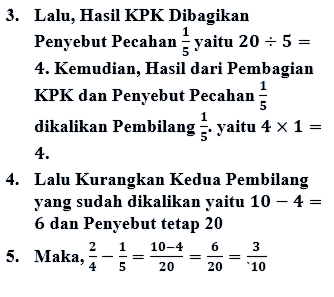 3. Lalu, Hasil KPK Dibagikan
Penyebut Pecahan 1/5 yaitu 20 ÷ 5 =
4. Kemudian, Hasil dari Pembagian
KPK dan Penyebut Pecahan 1/5
dikalikan Pembilang 1/5. yaitu 4 × 1 =
4.
4. Lalu Kurangkan Kedua Pembilang
yang sudah dikalikan yaitu 10 − 4 =
6 dan Penyebut tetap 20
5. Maka, 2/4 − 1/5 = 10−4/20 = 6/20 = 3/`10